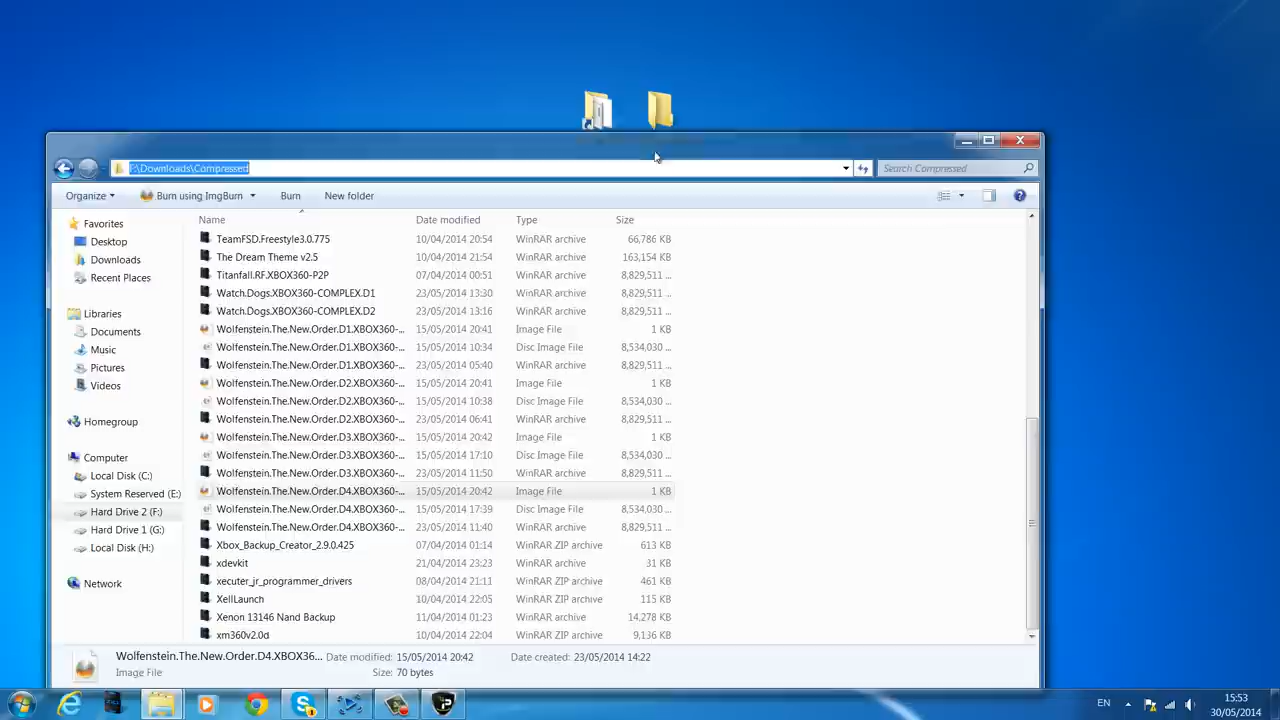 F:\Downloads\Compressed
Search Compressed
Organize Burn using ImgBurn Burn New folder
Name Date modified Type Size
Favorites
Desktop
Downloads
Recent Places
Libraries
Documents
Music
Pictures
Videos
Homegroup
Computer
Local Disk (C:)
System Reserved (E:)
Hard Drive 2 (F:)
Hard Drive 1 (G:)
Local Disk (H:)
Network
TeamFSD.Freestyle3.0.775 10/04/2014 20:54 WinRAR archive 66,786 KB
The Dream Theme v2.5 10/04/2014 21:54 WinRAR archive 163,154 KB
Titanfall.RF.XBOX360-P2P 07/04/2014 00:51 WinRAR archive 8,829,511 ...
Watch.Dogs.XBOX360-COMPLEX.D1 23/05/2014 13:30 WinRAR archive 8,829,511 ...
Watch.Dogs.XBOX360-COMPLEX.D2 23/05/2014 13:16 WinRAR archive 8,829,511 ...
Wolfenstein.The.New.Order.D1.XBOX360-... 15/05/2014 20:41 Image File 1 KB
Wolfenstein.The.New.Order.D1.XBOX360-... 15/05/2014 10:34 Disc Image File 8,534,030 ...
Wolfenstein.The.New.Order.D1.XBOX360-... 23/05/2014 05:40 WinRAR archive 8,829,511 ...
Wolfenstein.The.New.Order.D2.XBOX360-... 15/05/2014 20:41 Image File 1 KB
Wolfenstein.The.New.Order.D2.XBOX360-... 15/05/2014 10:38 Disc Image File 8,534,030 ...
Wolfenstein.The.New.Order.D2.XBOX360-... 23/05/2014 06:41 WinRAR archive 8,829,511 ...
Wolfenstein.The.New.Order.D3.XBOX360-... 15/05/2014 20:42 Image File 1 KB
Wolfenstein.The.New.Order.D3.XBOX360-... 15/05/2014 17:10 Disc Image File 8,534,030 ...
Wolfenstein.The.New.Order.D3.XBOX360-... 23/05/2014 11:50 WinRAR archive 8,829,511 ...
Wolfenstein.The.New.Order.D4.XBOX360-... 15/05/2014 20:42 Image File 1 KB
Wolfenstein.The.New.Order.D4.XBOX360-... 15/05/2014 17:39 Disc Image File 8,534,030 ...
Wolfenstein.The.New.Order.D4.XBOX360-... 23/05/2014 11:40 WinRAR archive 8,829,511 ...
Xbox_Backup_Creator_2.9.0.425 07/04/2014 01:14 WinRAR ZIP archive 613 KB
xdevkit 21/04/2014 23:23 WinRAR archive 31 KB
xecuter_jr_programmer_drivers 08/04/2014 21:11 WinRAR ZIP archive 461 KB
XellLaunch 10/04/2014 22:05 WinRAR ZIP archive 115 KB
Xenon 13146 Nand Backup 11/04/2014 01:23 WinRAR archive 14,278 KB
xm360v2.0d 10/04/2014 22:04 WinRAR ZIP archive 9,136 KB
Wolfenstein.The.New.Order.D4.XBOX36... Date modified: 15/05/2014 20:42 Date created: 23/05/2014 14:22
Image File Size: 70 bytes
EN 15:53
30/05/2014